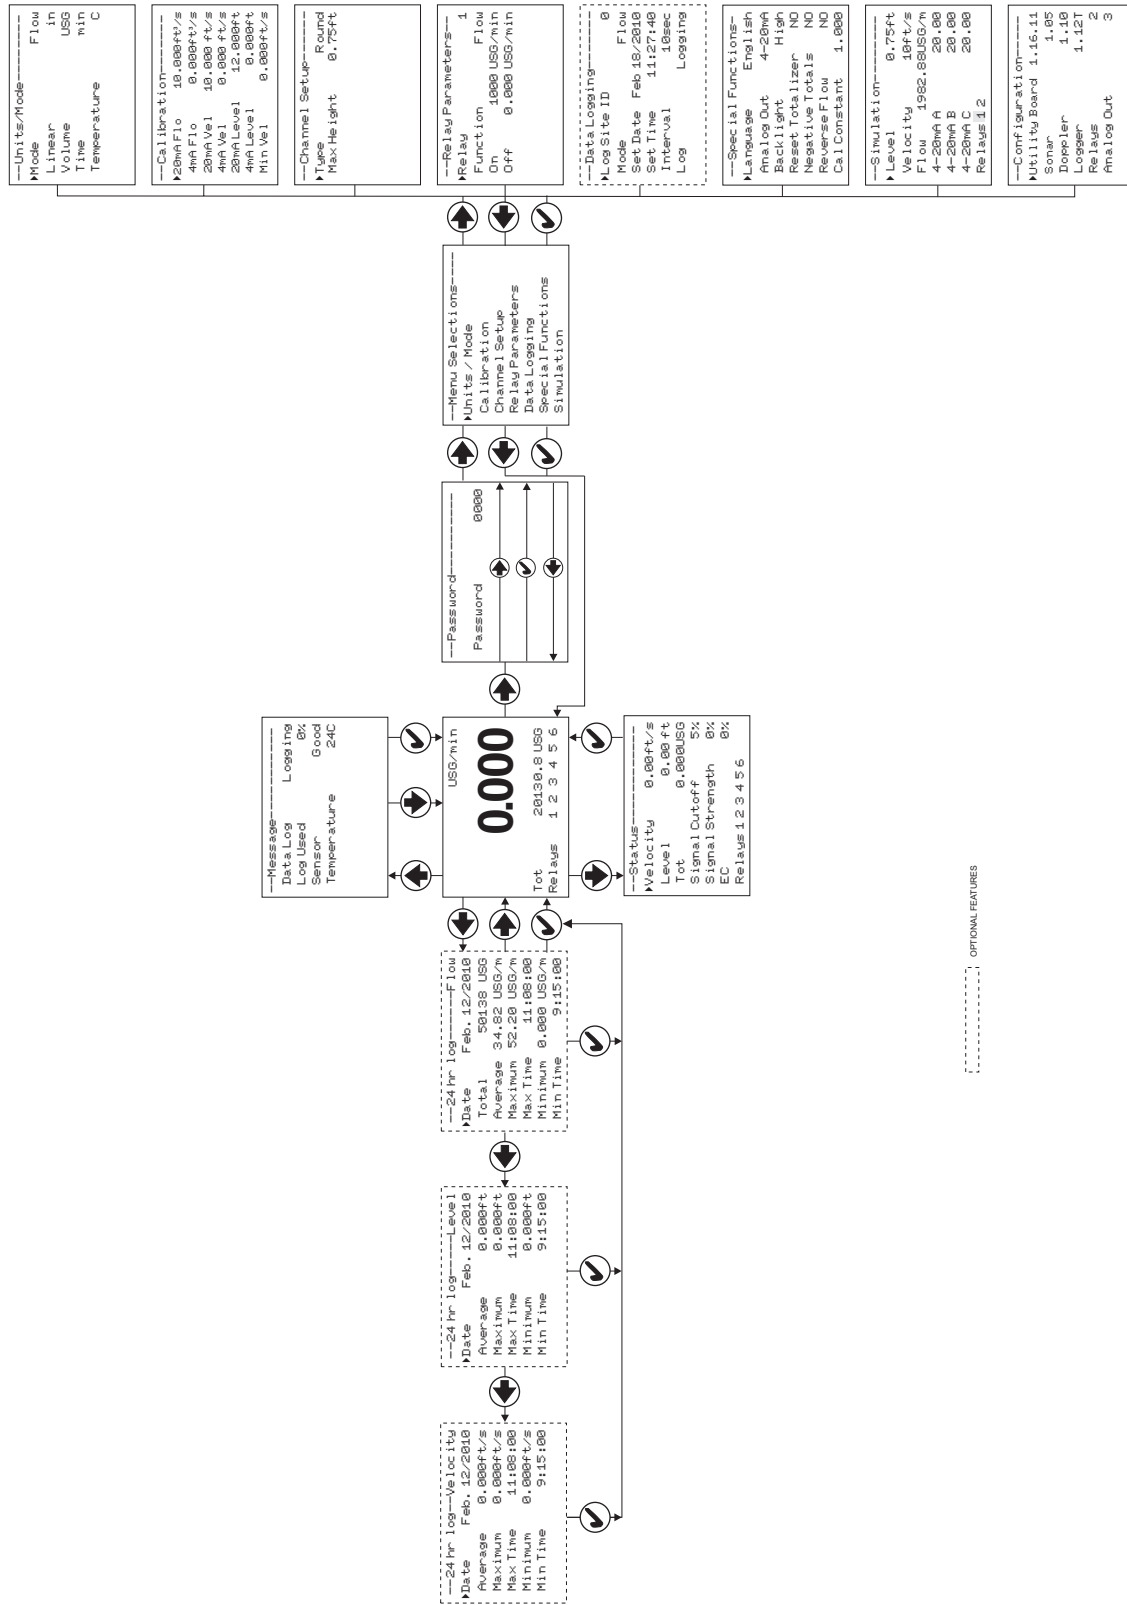 --24 hr log--Velocity
Date Feb. 12/2010
Average 0.000ft/s
Maximum 0.000ft/s
Max Time 11:08:00
Minimum 0.000ft/s
Min Time 9:15:00
--24 hr log-----Level
Date Feb. 12/2010
Average 0.000ft
Maximum 0.000ft
Max Time 11:08:00
Minimum 0.000ft
Min Time 9:15:00
--24 hr log------Flow
Date Feb. 12/2010
Total 50138 USG
Average 34.82 USG/m
Maximum 52.20 USG/m
Max Time 11:08:00
Minimum 0.000 USG/m
Min Time 9:15:00
--Message----------
Data Log Logging
Log Used 0%
Sensor Good
Temperature 24C
USG/min
0.000
Tot 20130.8 USG
Relays 1 2 3 4 5 6
--Status-----------
Velocity 0.00ft/s
Level 0.00 ft
Tot 0.000USG
Signal Cutoff 5%
Signal Strength 0%
EC 0%
Relays 1 2 3 4 5 6
--Password----------
Password 0000
--Menu Selections-----
Units / Mode
Calibration
Channel Setup
Relay Parameters
Data Logging
Special Functions
Simulation
--Units/Mode--------
Mode Flow
Linear in
Volume USG
Time min
Temperature C
--Calibration--------
20mA Flo 10.000ft³/s
4mA Flo 0.000ft³/s
20mA Vel 10.000 ft/s
4mA Vel 0.000 ft/s
20mA Level 12.000ft
4mA Level 0.000ft
Min Vel 0.000ft/s
--Channel Setup-----
Type Round
Max Height 0.75ft
--Relay Parameters--
Relay 1
Function Flow
On 1000 USG/min
Off 0.000 USG/min
--Data Logging------
Log Site ID 0
Mode Flow
Set Date Feb 18/2010
Set Time 11:27:40
Interval 10sec
Log Logging
--Special Functions-
Language English
Analog Out 4-20mA
Backlight High
Reset Totalizer NO
Negative Totals NO
Reverse Flow NO
Cal Constant 1.000
--Simulation-------
Level 0.75ft
Velocity 10ft/s
Flow 1982.88USG/m
4-20mA A 20.00
4-20mA B 20.00
4-20mA C 20.00
Relays 1 2
--Configuration-----
Utility Board 1.16.11
Sonar 1.05
Doppler 1.10
Logger 1.12T
Relays 2
Analog Out 3
OPTIONAL FEATURES